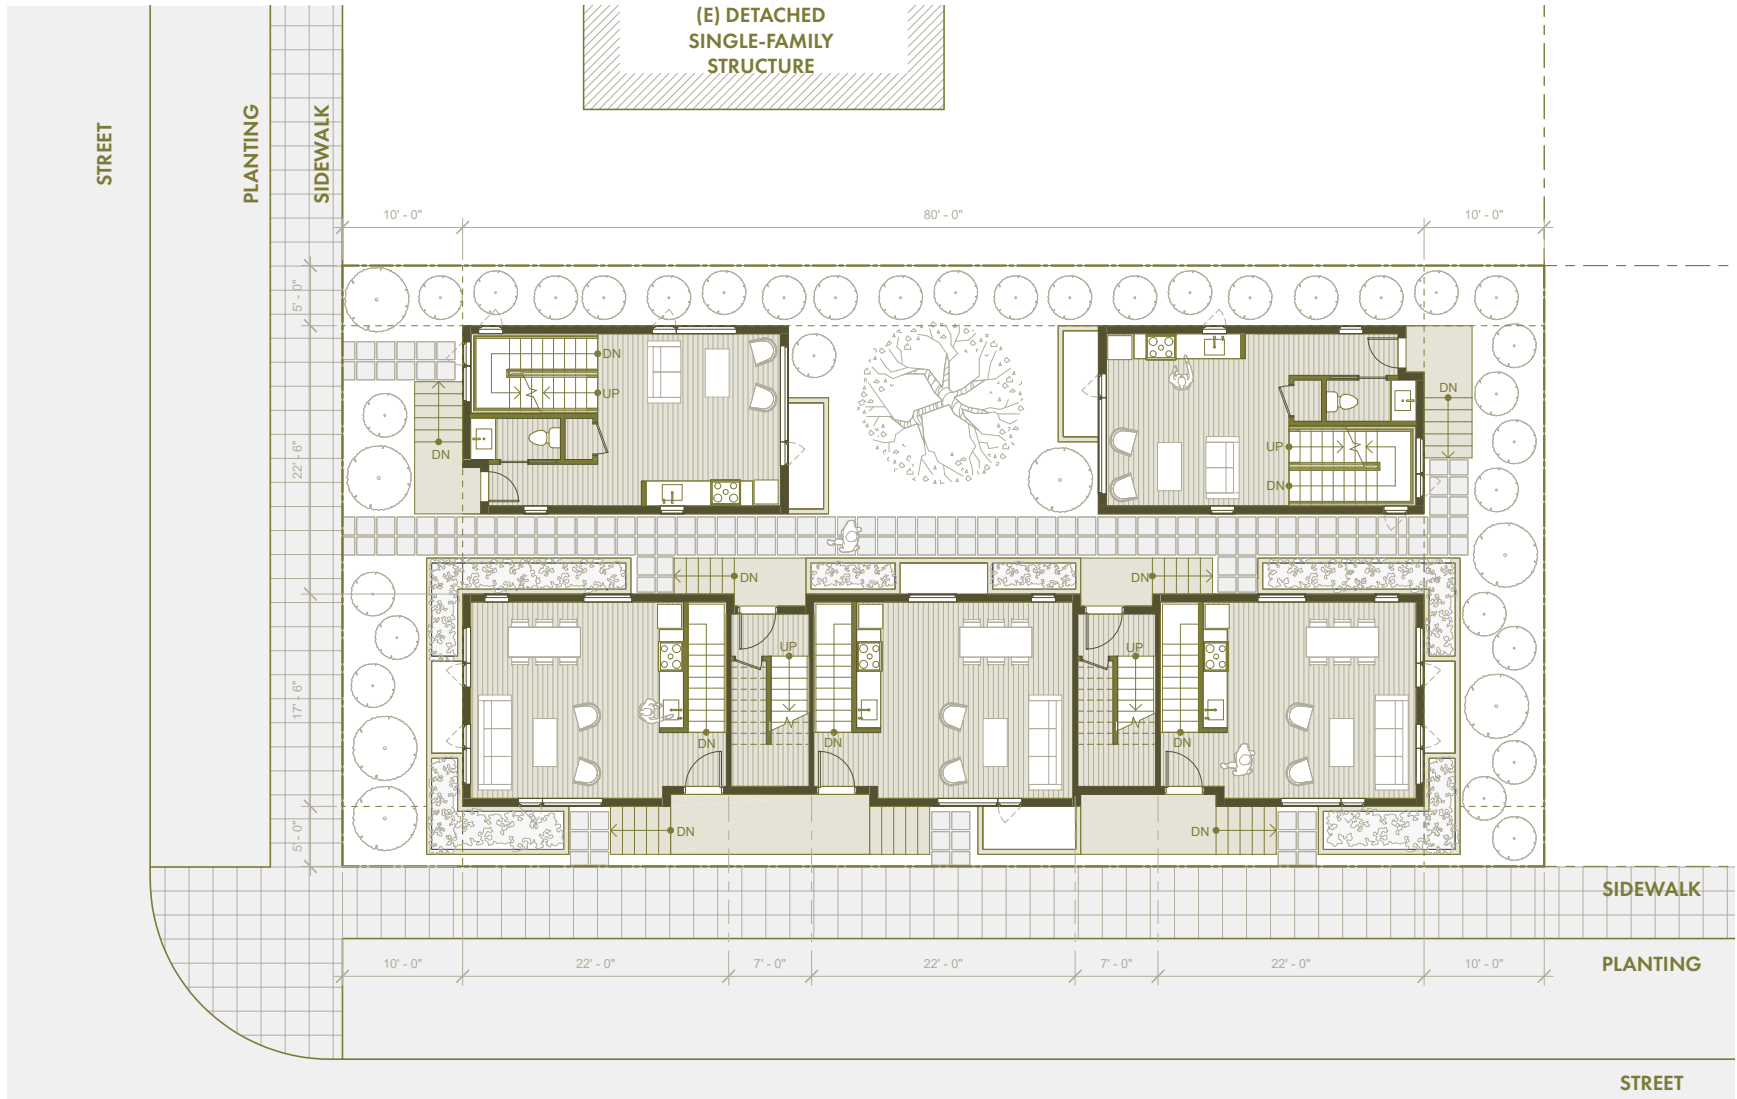 (E) DETACHED
SINGLE-FAMILY
STRUCTURE
STREET
PLANTING
SIDEWALK
10' - 0"
80' - 0"
10' - 0"
5' - 0"
22' - 6"
17' - 6"
5' - 0"
DN
UP
DN
DN
UP
DN
DN
DN
UP
DN
DN
UP
DN
DN
DN
DN
SIDEWALK
10' - 0"
22' - 0"
7' - 0"
22' - 0"
7' - 0"
22' - 0"
10' - 0"
PLANTING
STREET